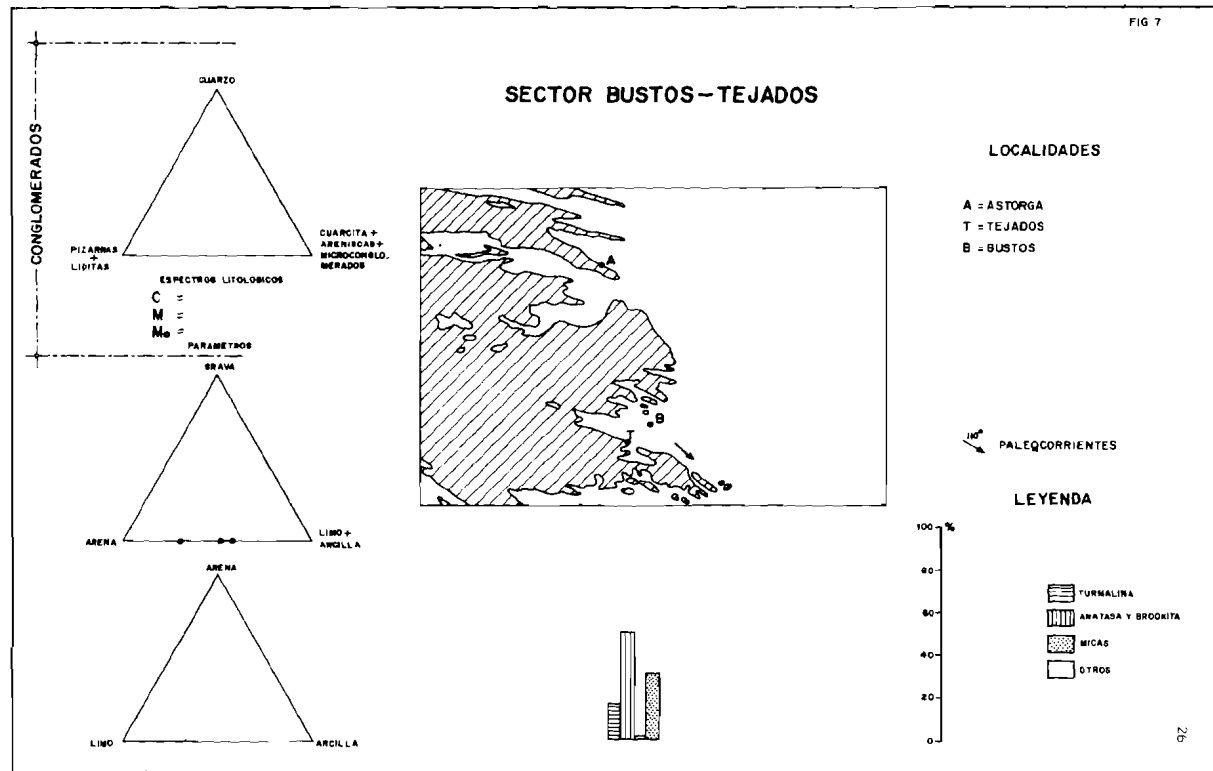 FIG 7
SECTOR BUSTOS-TEJADOS
CONGLOMERADOS
CUARZO
PIZARRAS
+
LIDITAS
CUARCITA +
ARENISCAS +
MICROCONGLO_
MERADOS
ESPECTROS LITOLOGICOS
C =
M =
Mo =
PARAMETROS
GRAVA
ARENA
LIMO +
ARCILLA
ARENA
LIMO
ARCILLA
A
B
T
LOCALIDADES
A = ASTORGA
T = TEJADOS
B = BUSTOS
110°
PALEOCORRIENTES
LEYENDA
100 %
80
60
40
20
0
TURMALINA
ANATASA Y BROOKITA
MICAS
OTROS
26